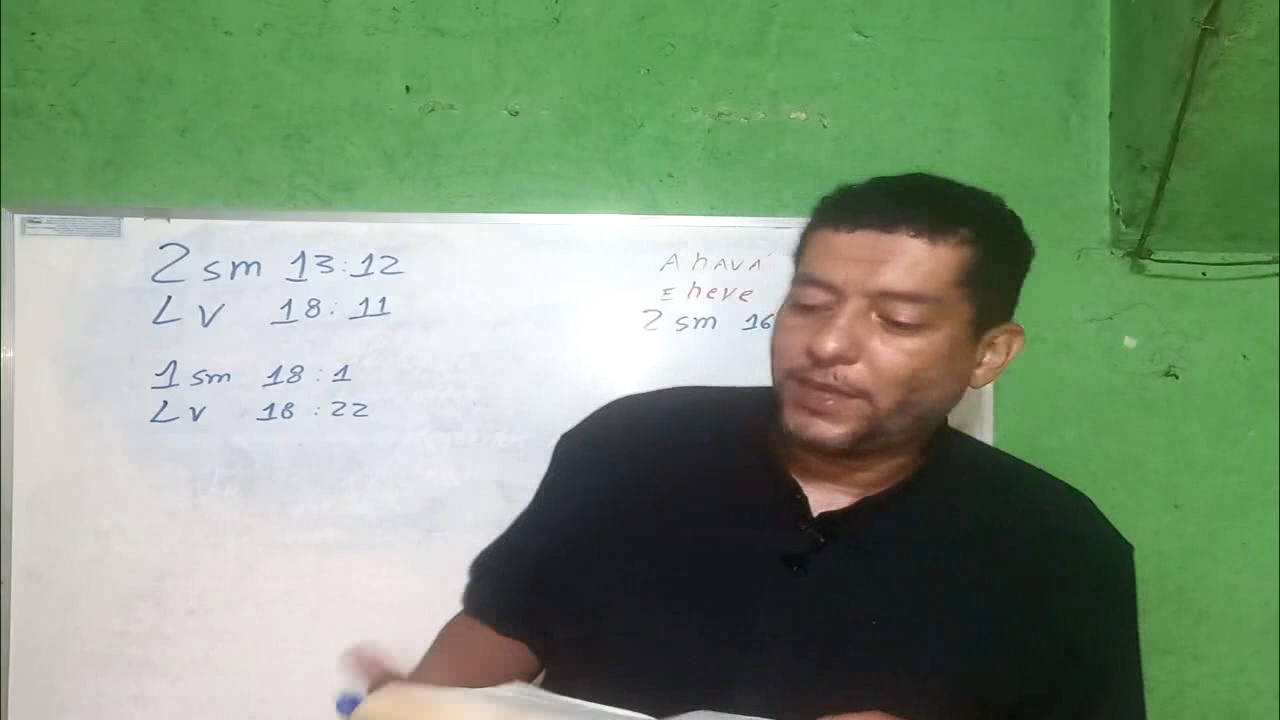 2 sm 13:12
Lv 18:11
1 sm 18:1
Lv 18:22
AhAVÁ
Eheve
2 sm 16